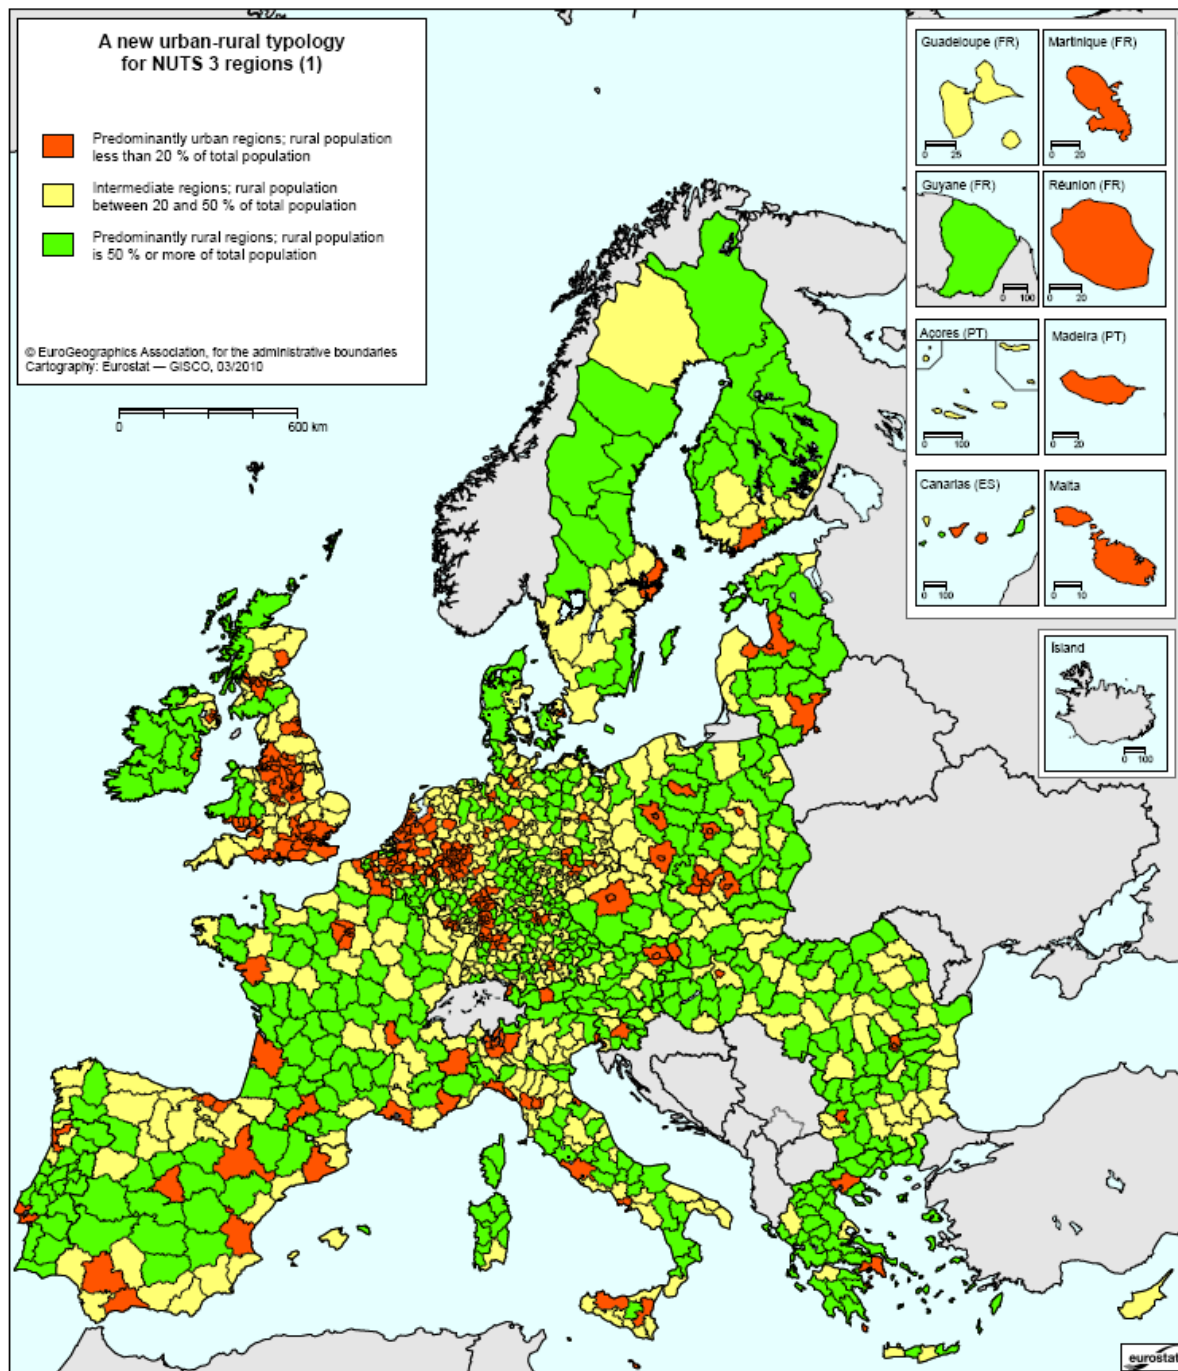 A new urban-rural typology
for NUTS 3 regions (1)
Predominantly urban regions; rural population
less than 20 % of total population
Intermediate regions; rural population
between 20 and 50 % of total population
Predominantly rural regions; rural population
is 50 % or more of total population
© EuroGeographics Association, for the administrative boundaries
Cartography: Eurostat — GISCO, 03/2010
0 600 km
Guadeloupe (FR)
0 25
Martinique (FR)
0 20
Guyane (FR)
0 100
Réunion (FR)
0 20
Açores (PT)
0 100
Madeira (PT)
0 20
Canarias (ES)
0 100
Malta
0 10
Ísland
0 100
eurostat